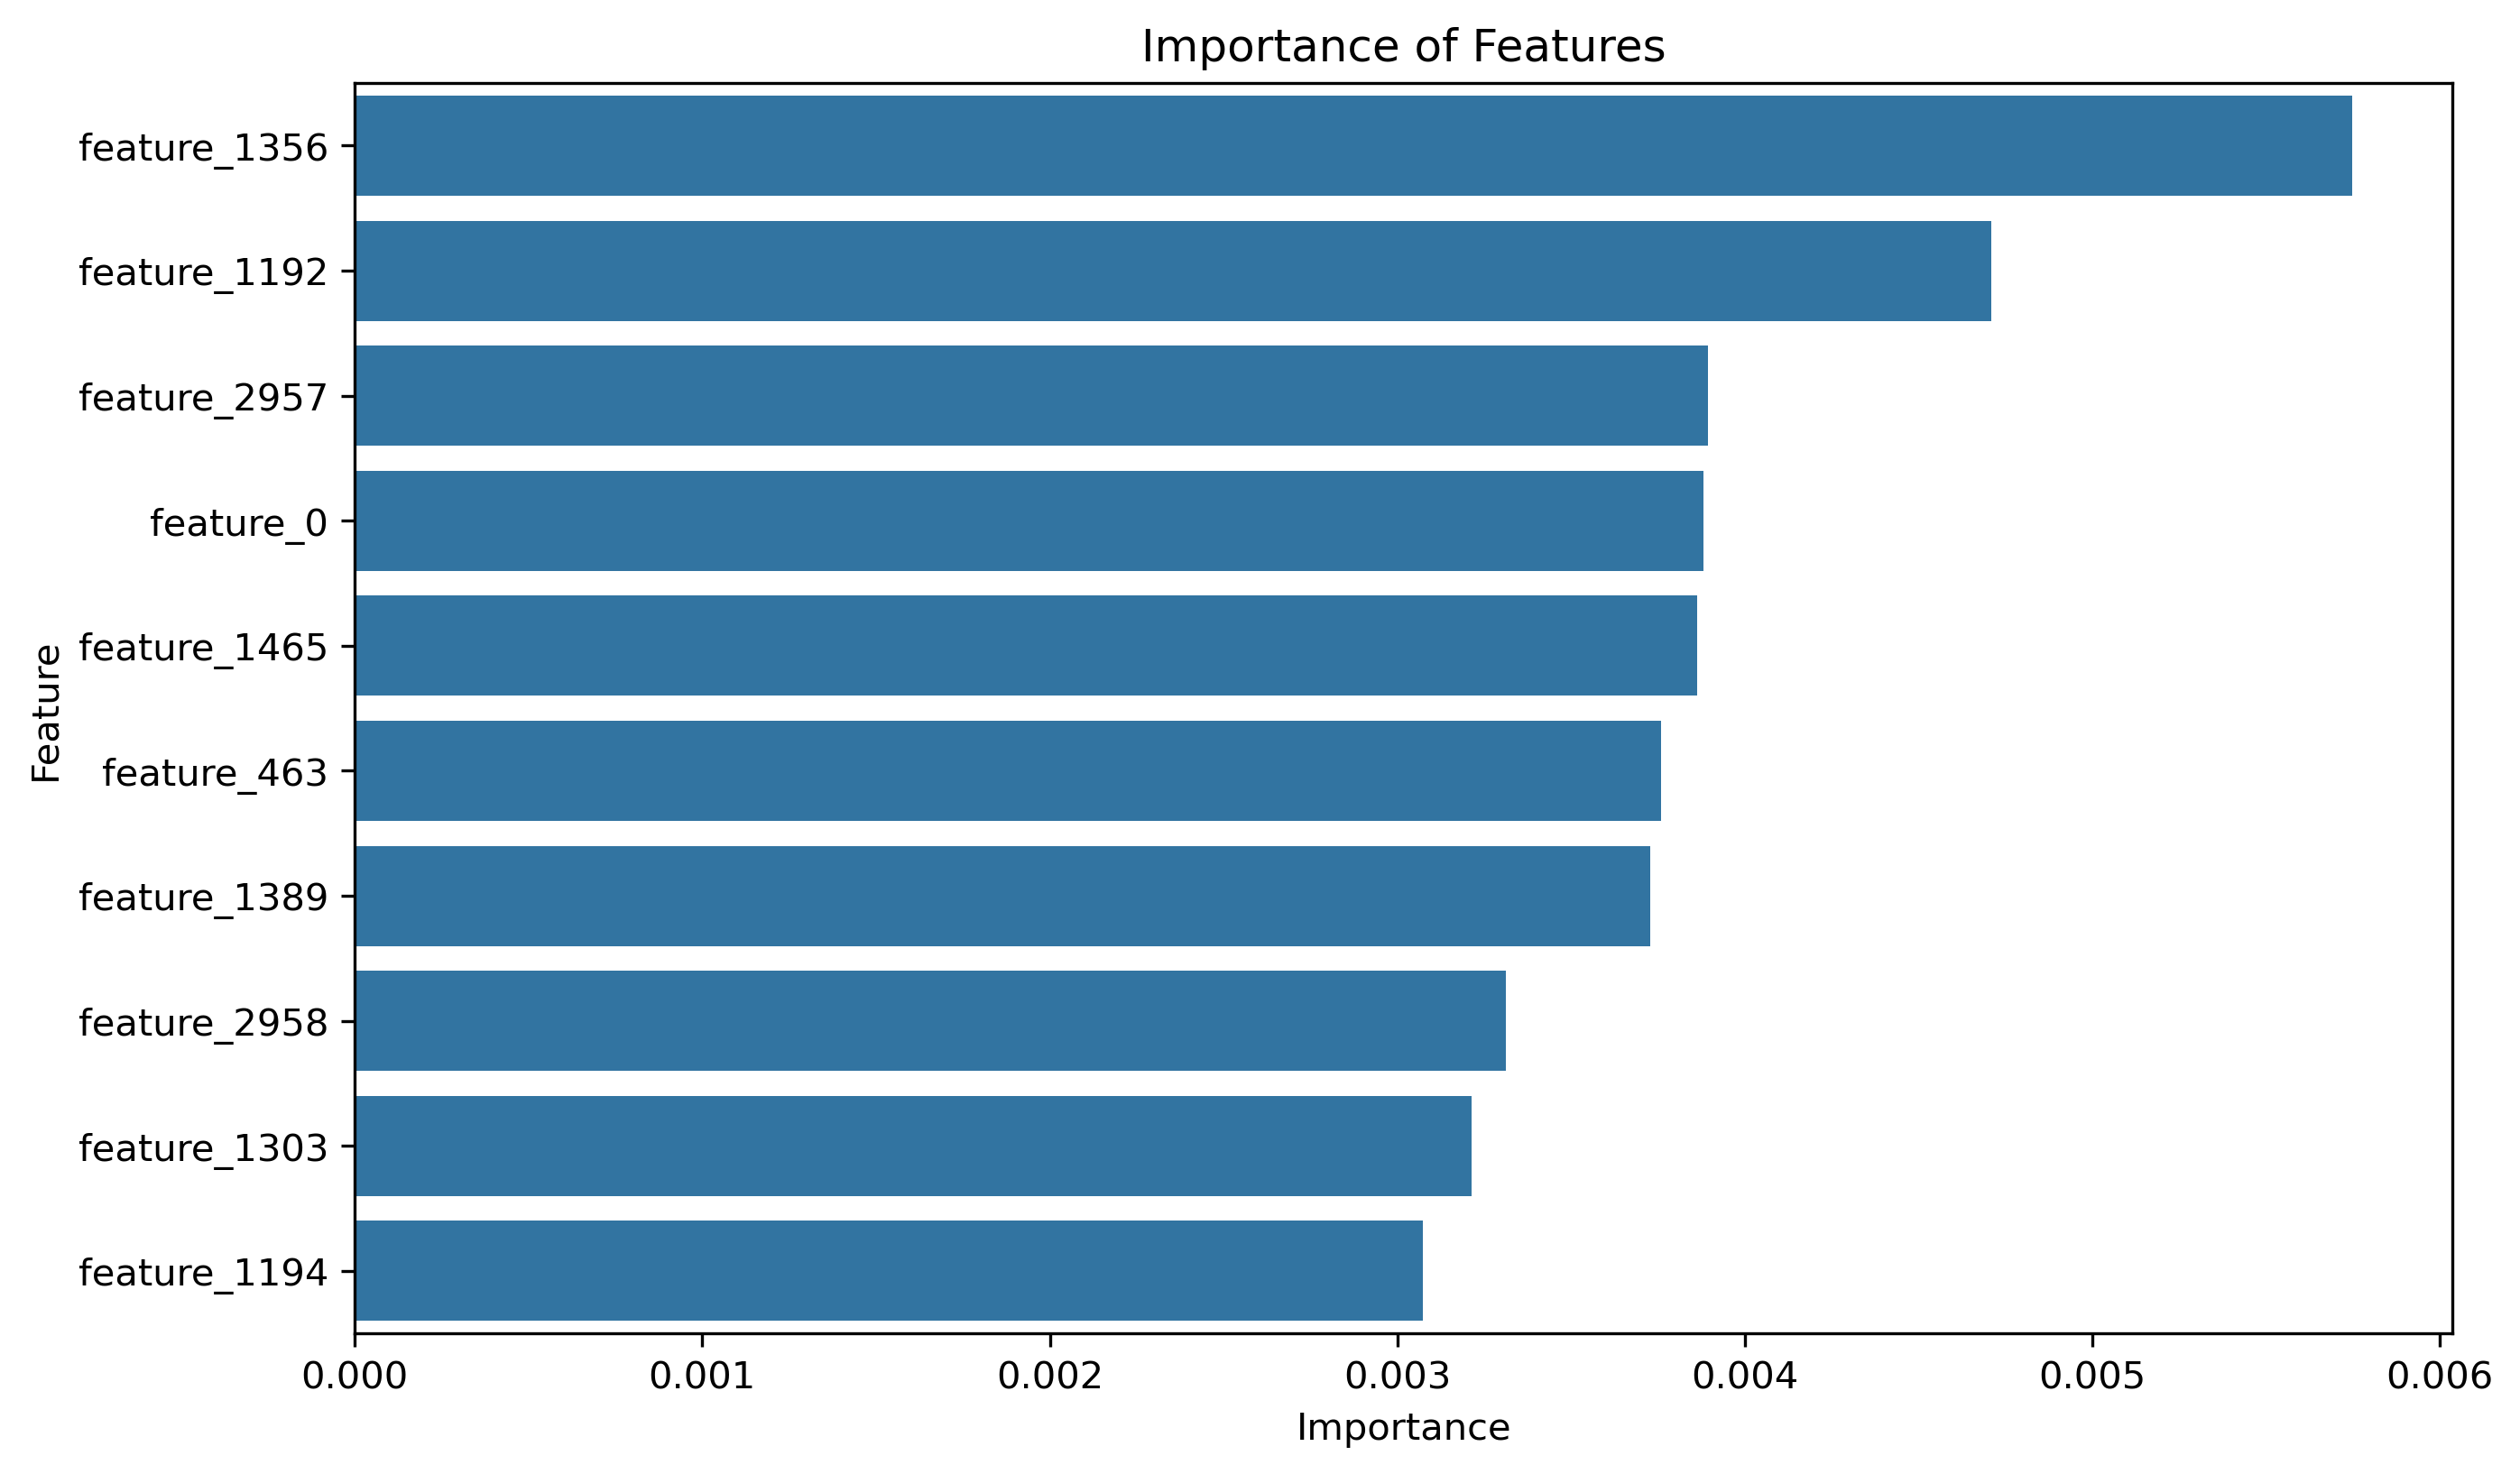 Importance of Features
feature_1356
feature_1192
feature_2957
feature_0
feature_1465
feature_463
feature_1389
feature_2958
feature_1303
feature_1194
Feature
0.000 0.001 0.002 0.003 0.004 0.005 0.006
Importance